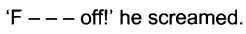 ‘F – – – off!’ he screamed.